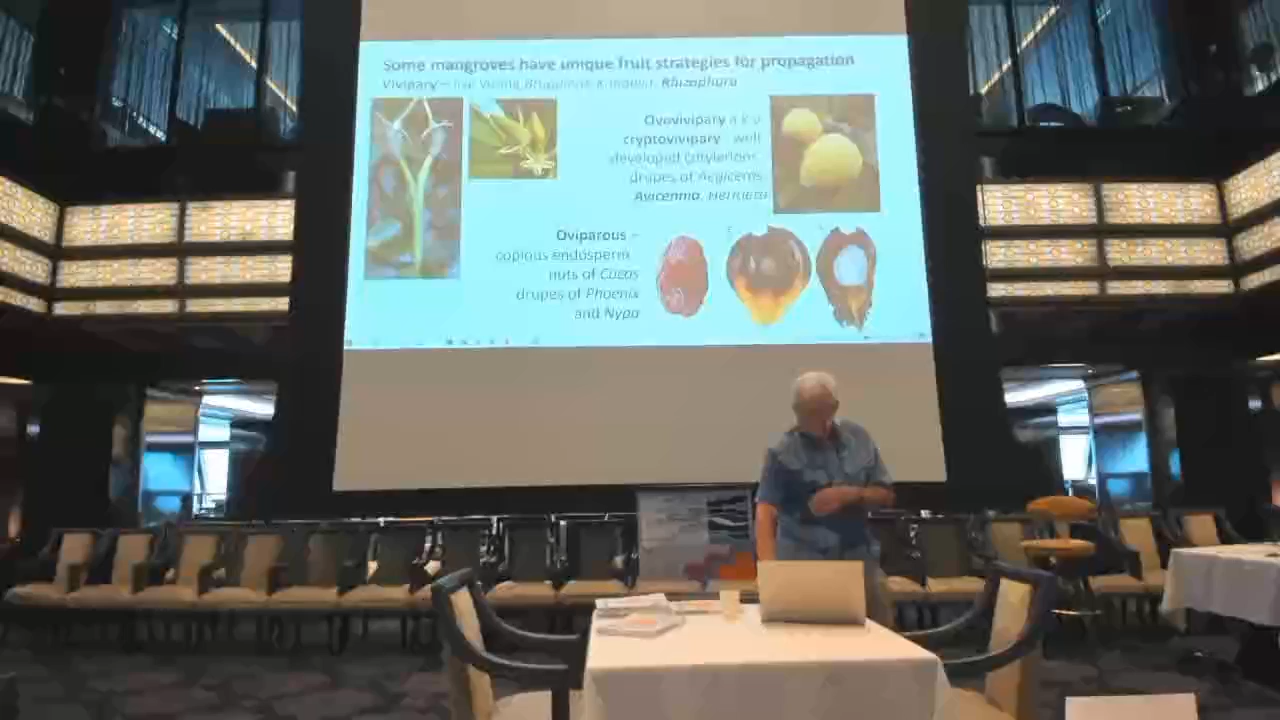 Some mangroves have unique fruit strategies for propagation
Vivipary – Rhizophora
Ovovivipary a.k.a
cryptovivipary - well
developed cotyledons -
drupes of Aegiceras
Avicennia, Heritiera
Oviparous –
copious endosperm -
nuts of Cocos
drupes of Phoenix
and Nypa